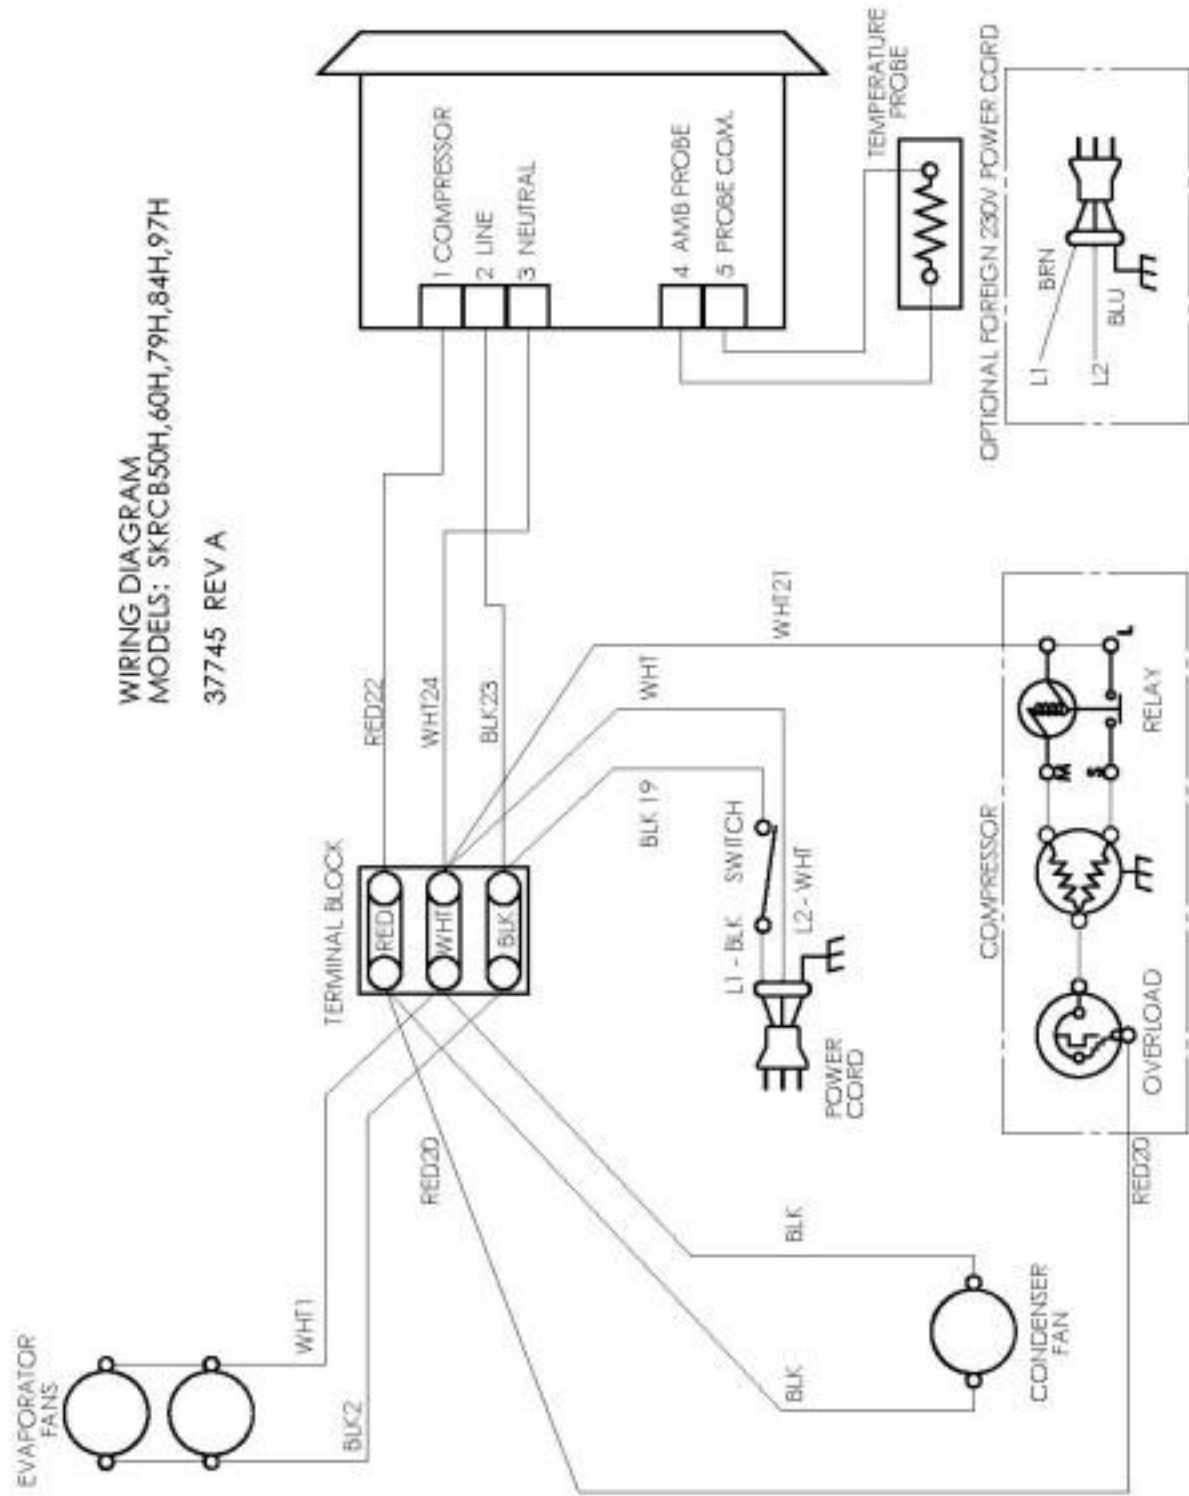 WIRING DIAGRAM
MODELS: SKRCB50H,60H,79H,84H,97H
37745 REV A
EVAPORATOR
FANS
WHT1
BLK2
TERMINAL BLOCK
RED
WHT
BLK
RED22
WHT24
BLK23
1 COMPRESSOR
2 LINE
3 NEUTRAL
4 AMB PROBE
5 PROBE COM.
TEMPERATURE
PROBE
OPTIONAL FOREIGN 230V POWER CORD
L1
BRN
L2
BLU
RED20
BLK 19
WHT
WHT21
L1 - BLK
SWITCH
L2 - WHT
POWER
CORD
BLK
BLK
CONDENSER
FAN
COMPRESSOR
M
S
L
RELAY
OVERLOAD
RED20